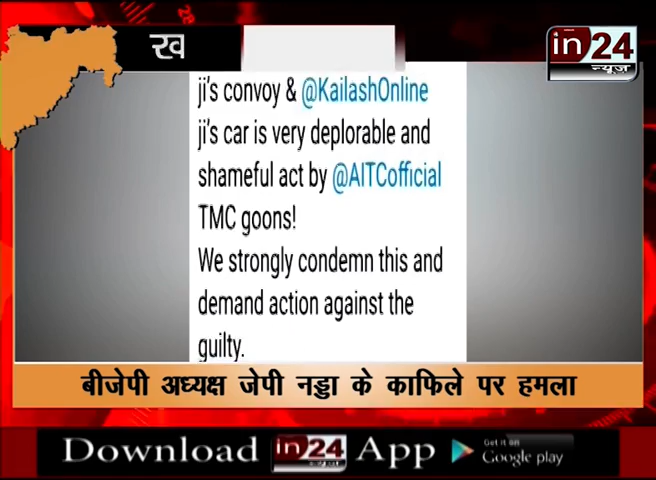 ख
in24
न्यूज़
ji's convoy & @KailashOnline
ji's car is very deplorable and
shameful act by @AITCofficial
TMC goons!
We strongly condemn this and
demand action against the
guilty.
बीजेपी अध्यक्ष जेपी नड्डा के काफिले पर हमला
Download in24 न्यूज़ App Get it on Google play